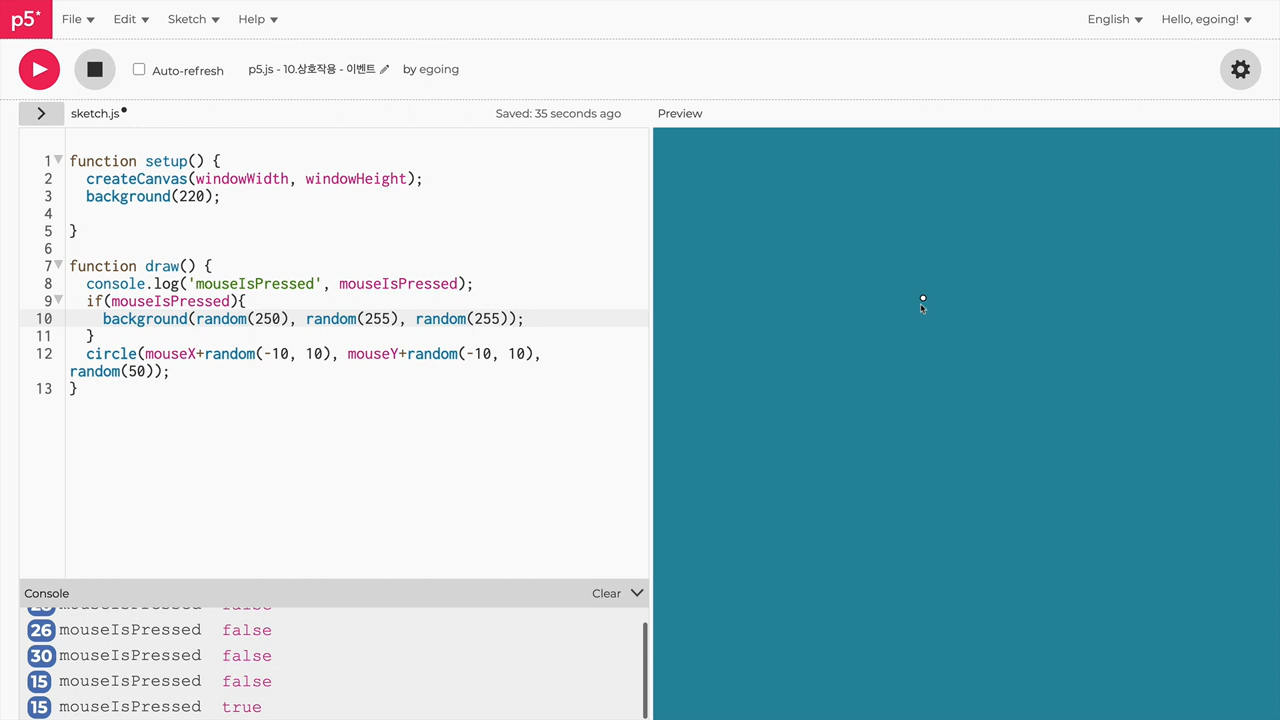 p5* File Edit Sketch Help English Hello, egoing!
Auto-refresh p5.js - 10.상호작용 - 이벤트 by egoing
sketch.js Saved: 35 seconds ago Preview
1 function setup() {
2 createCanvas(windowWidth, windowHeight);
3 background(220);
4
5 }
6
7 function draw() {
8 console.log('mouseIsPressed', mouseIsPressed);
9 if(mouseIsPressed){
10 background(random(250), random(255), random(255));
11 }
12 circle(mouseX+random(-10, 10), mouseY+random(-10, 10),
random(50));
13 }
Console Clear
mouseIsPressed false
26 mouseIsPressed false
30 mouseIsPressed false
15 mouseIsPressed false
15 mouseIsPressed true